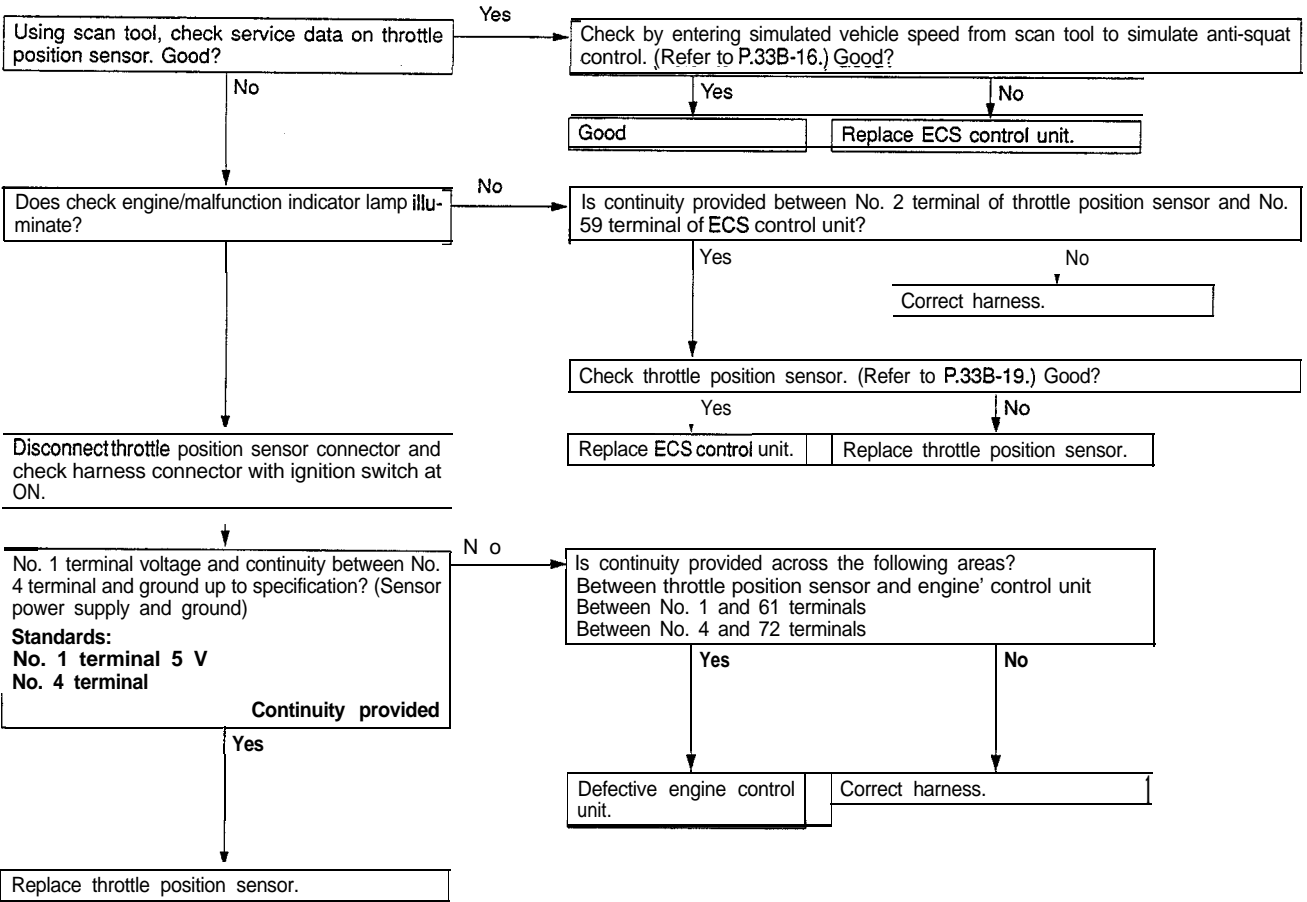 Yes
Using scan tool, check service data on throttle
position sensor. Good?
Check by entering simulated vehicle speed from scan tool to simulate anti-squat
control. (Refer to P.33B-16.) Good?
No
Yes
No
Good
Replace ECS control unit.
Does check engine/malfunction indicator lamp illu-
minate?
No
Is continuity provided between No. 2 terminal of throttle position sensor and No.
59 terminal of ECS control unit?
Yes
No
Correct harness.
Check throttle position sensor. (Refer to P.33B-19.) Good?
Yes
No
Disconnect throttle position sensor connector and
check harness connector with ignition switch at
ON.
Replace ECS control unit.
Replace throttle position sensor.
No. 1 terminal voltage and continuity between No.
4 terminal and ground up to specification? (Sensor
power supply and ground)
Standards:
No. 1 terminal 5 V
No. 4 terminal
Continuity provided
N o
Is continuity provided across the following areas?
Between throttle position sensor and engine' control unit
Between No. 1 and 61 terminals
Between No. 4 and 72 terminals
Yes
No
Yes
Defective engine control
unit.
Correct harness.
Replace throttle position sensor.